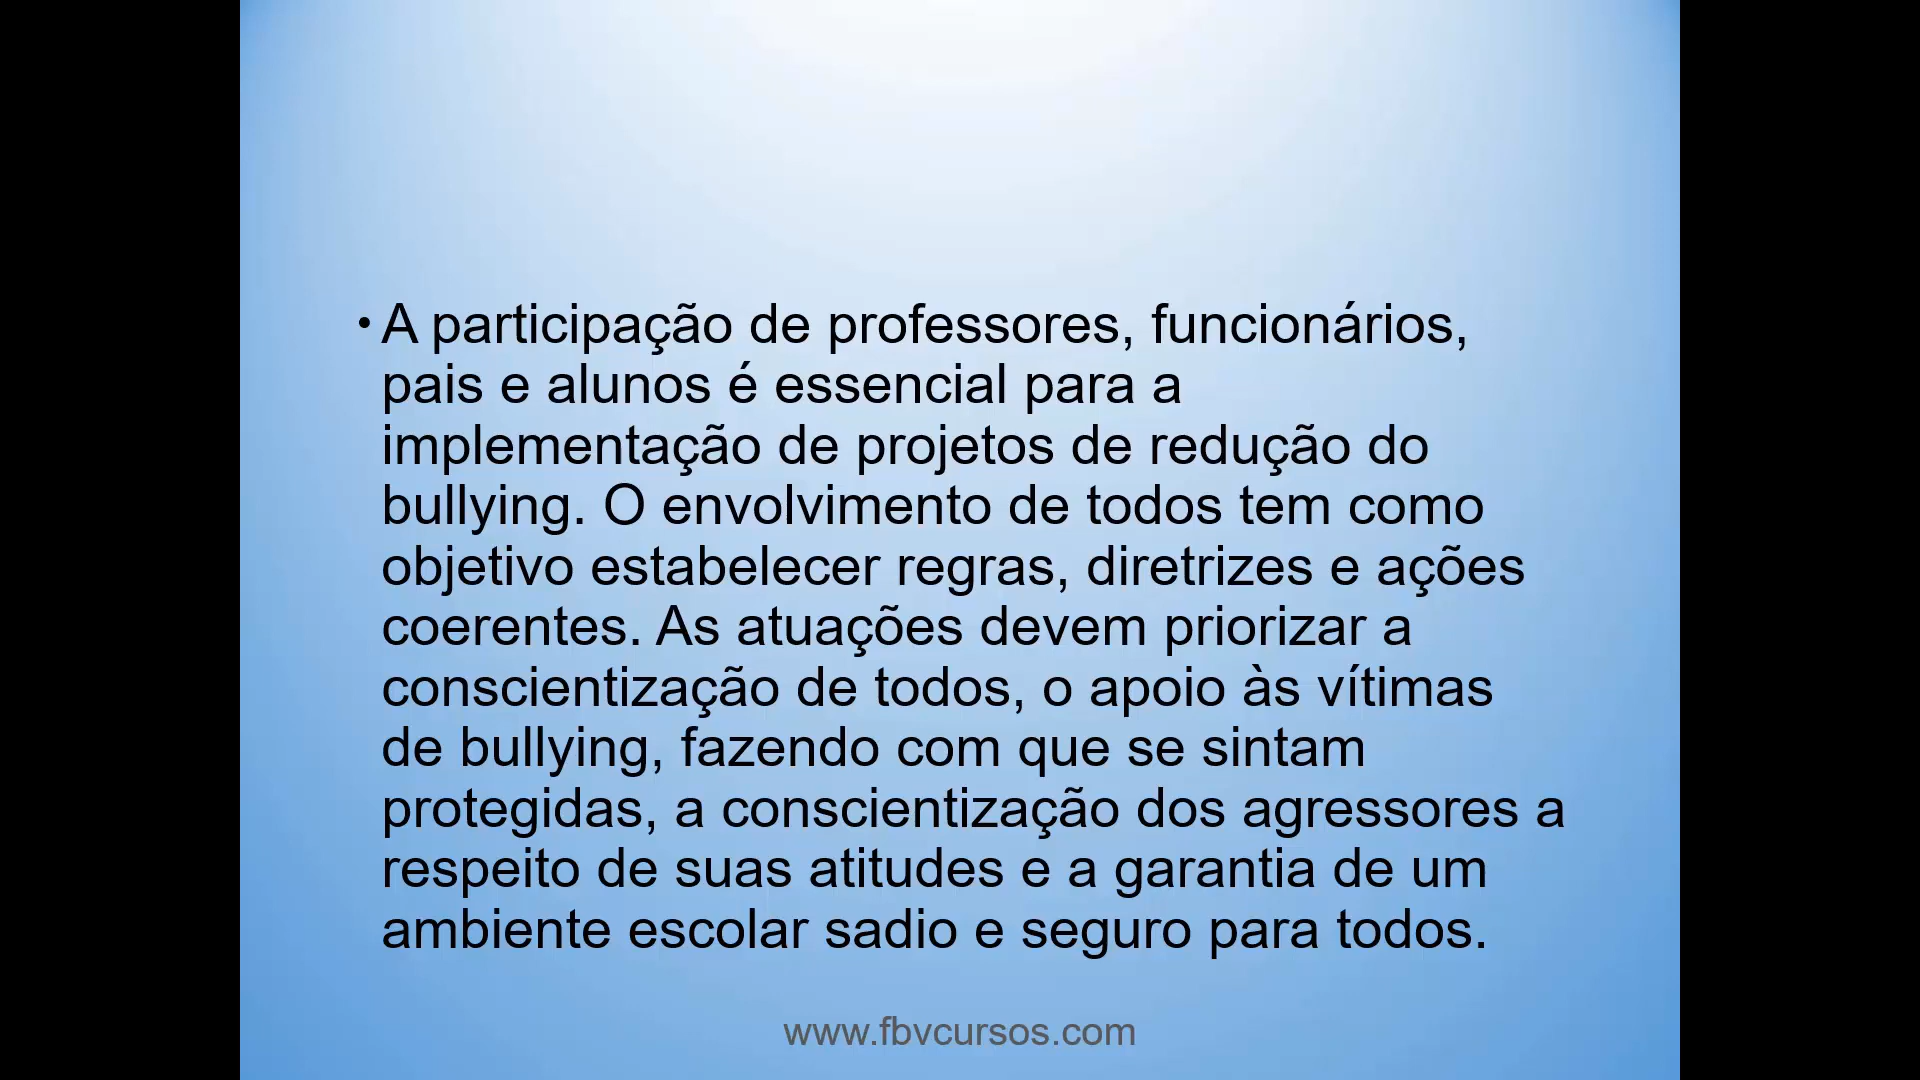 • A participação de professores, funcionários,
pais e alunos é essencial para a
implementação de projetos de redução do
bullying. O envolvimento de todos tem como
objetivo estabelecer regras, diretrizes e ações
coerentes. As atuações devem priorizar a
conscientização de todos, o apoio às vítimas
de bullying, fazendo com que se sintam
protegidas, a conscientização dos agressores a
respeito de suas atitudes e a garantia de um
ambiente escolar sadio e seguro para todos.
www.fbvcursos.com